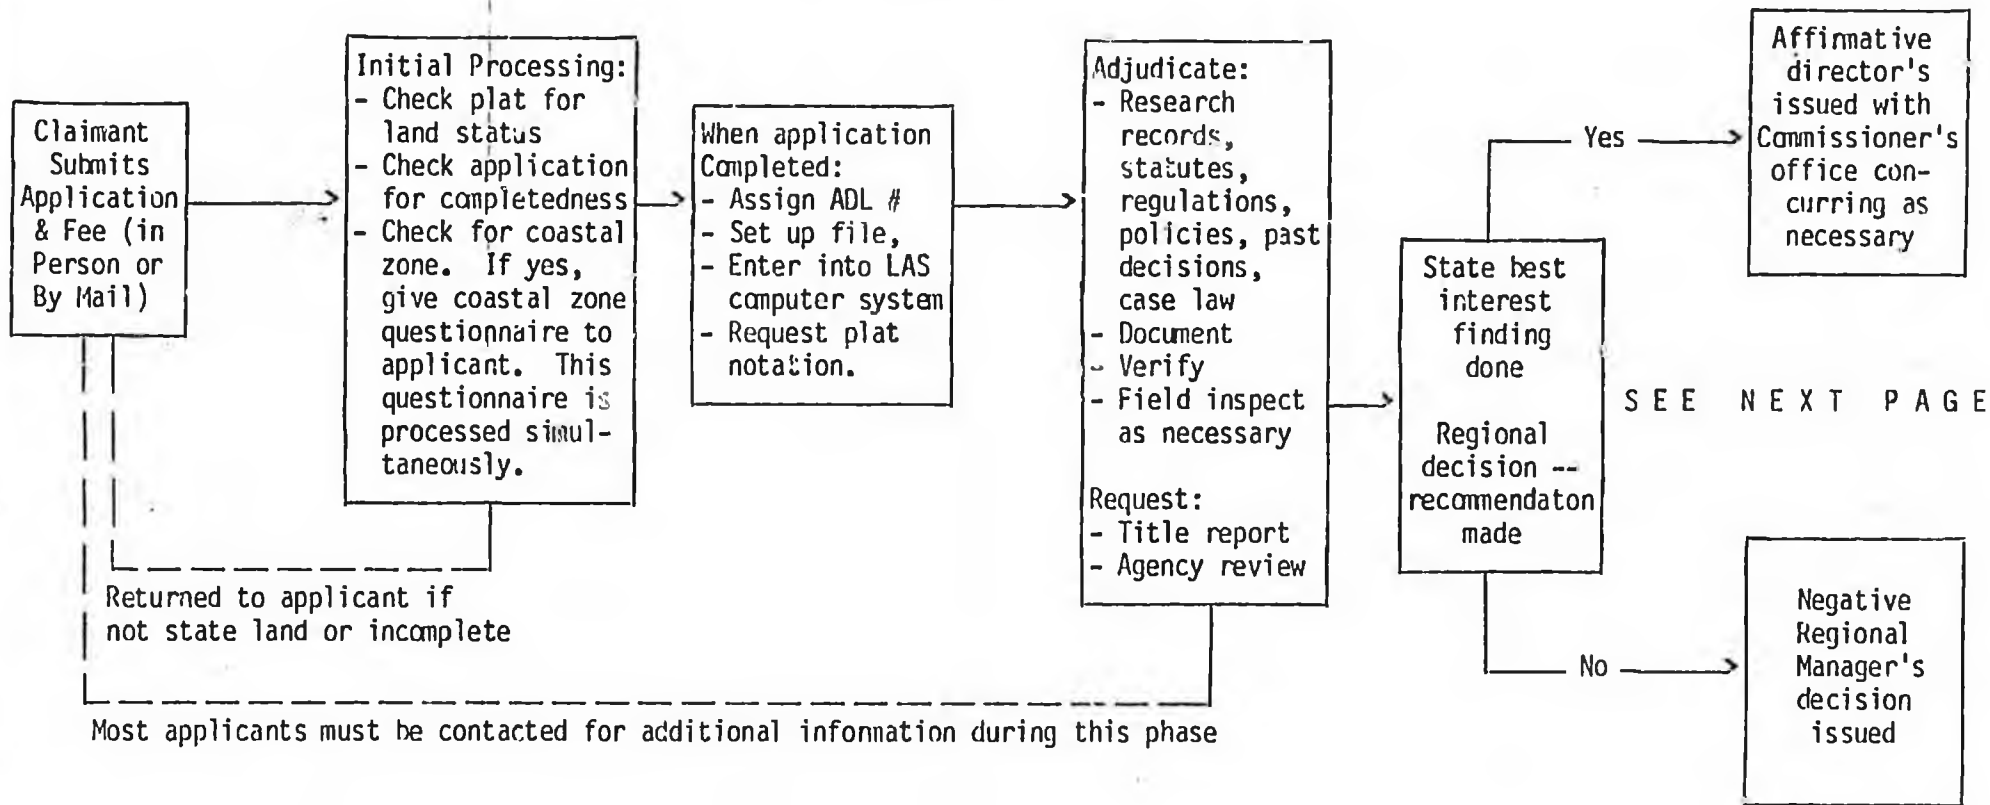 Claimant
Submits
Application
& Fee (in
Person or
By Mail)
Initial Processing:
- Check plat for
land status
- Check application
for completedness
- Check for coastal
zone. If yes,
give coastal zone
questionnaire to
applicant. This
questionnaire is
processed simul-
taneously.
When application
Completed:
- Assign ADL #
- Set up file,
- Enter into LAS
computer system
- Request plat
notation.
Adjudicate:
- Research
records,
statutes,
regulations,
policies, past
decisions,
case law
- Document
- Verify
- Field inspect
as necessary
Request:
- Title report
- Agency review
State best
interest
finding
done
Regional
decision --
recommendaton
made
Yes
Affirmative
director's
issued with
Commissioner's
office con-
curring as
necessary
SEE NEXT PAGE
No
Negative
Regional
Manager's
decision
issued
Returned to applicant if
not state land or incomplete
Most applicants must be contacted for additional information during this phase